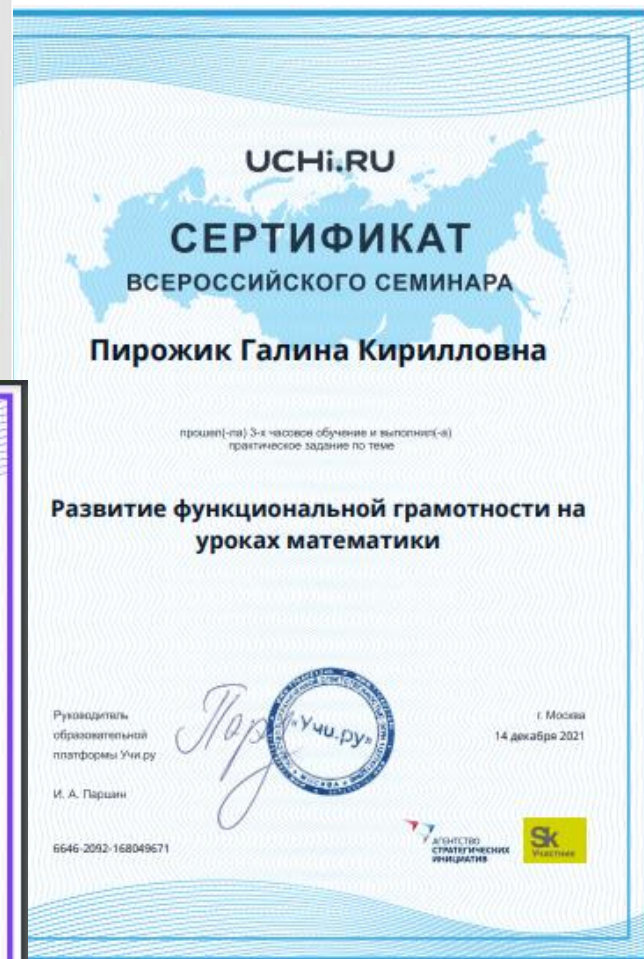 UCHi.RU
СЕРТИФИКАТ
ВСЕРОССИЙСКОГО СЕМИНАРА
Пирожик Галина Кирилловна
прошел(-ла) 3-х часовое обучение и выполнил(-а)
практическое задание по теме
Развитие функциональной грамотности на
уроках математики
Руководитель
образовательной
платформы Учи.ру
И. А. Паршин
6646-2092-168049671
«Учи.ру»
МОСКВА
г. Москва
14 декабря 2021
АГЕНТСТВО
СТРАТЕГИЧЕСКИХ
ИНИЦИАТИВ
Sk
Участник